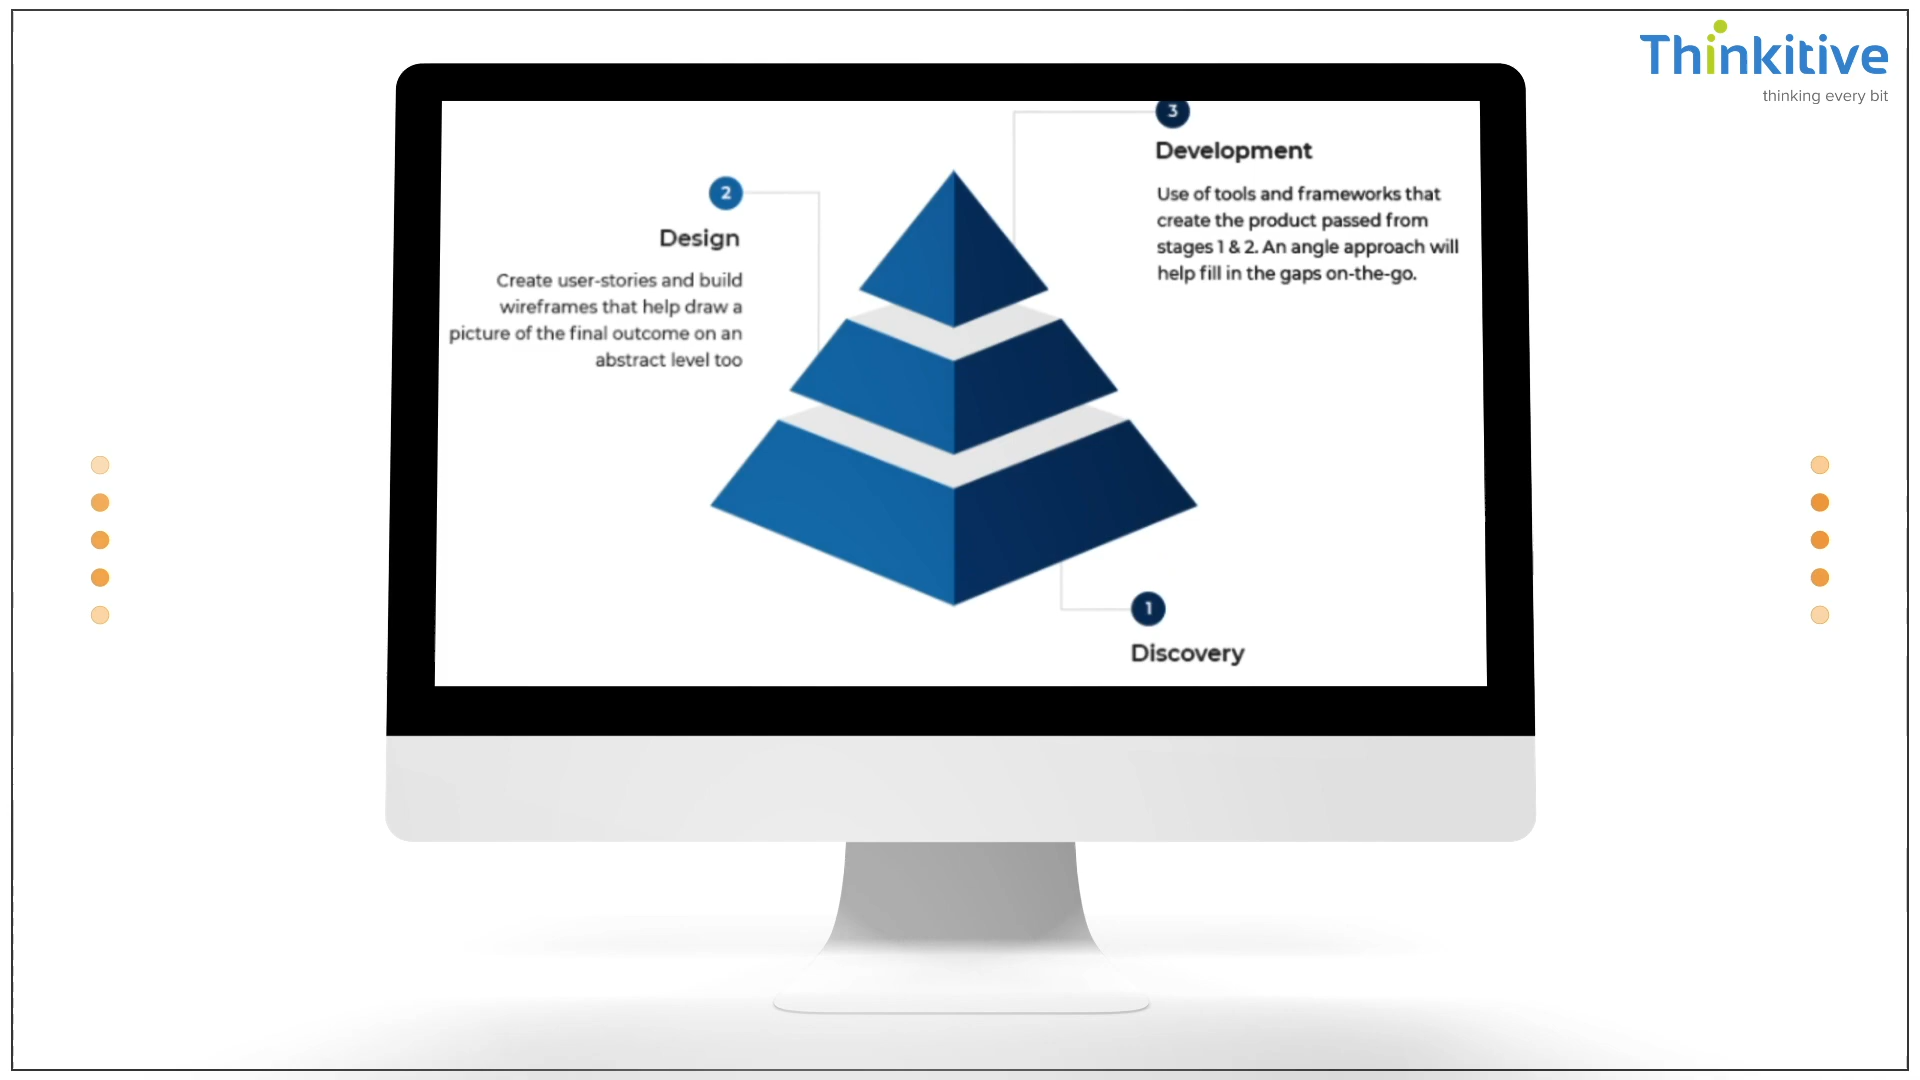 Thinkitive
thinking every bit
3
Development
Use of tools and frameworks that
create the product passed from
stages 1 & 2. An angle approach will
help fill in the gaps on-the-go.
2
Design
Create user-stories and build
wireframes that help draw a
picture of the final outcome on an
abstract level too
1
Discovery